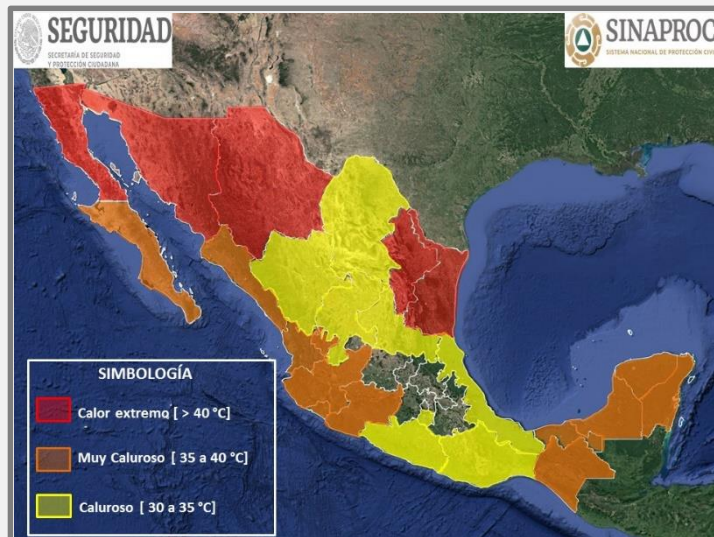 SEGURIDAD
SECRETARÍA DE SEGURIDAD
Y PROTECCIÓN CIUDADANA
SINAPROC
SISTEMA NACIONAL DE PROTECCIÓN CIVI
SIMBOLOGÍA
Calor extremo [ > 40 °C]
Muy Caluroso [ 35 a 40 °C]
Caluroso [ 30 a 35 °C]